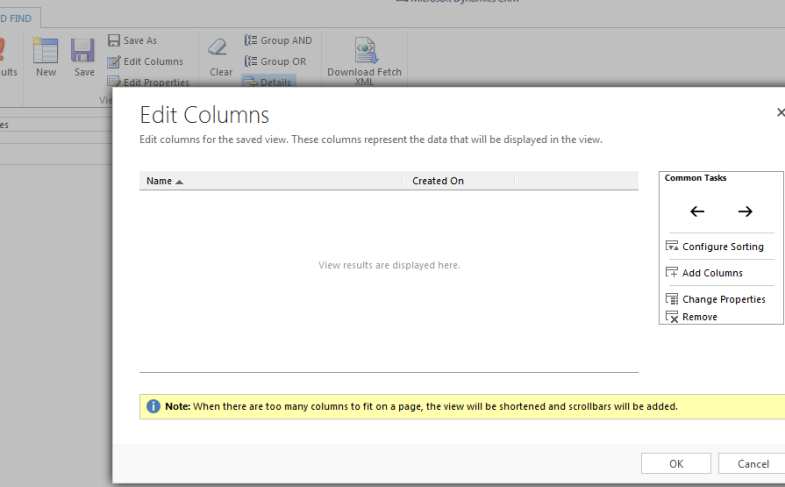 Microsoft Dynamics CRM
D FIND
ults
New
Save
Save As
Edit Columns
Edit Properties
Clear
Group AND
Group OR
Details
Download Fetch
XML
Vie
es
Edit Columns
Edit columns for the saved view. These columns represent the data that will be displayed in the view.
Name
Created On
View results are displayed here.
Common Tasks
Configure Sorting
Add Columns
Change Properties
Remove
Note: When there are too many columns to fit on a page, the view will be shortened and scrollbars will be added.
OK
Cancel